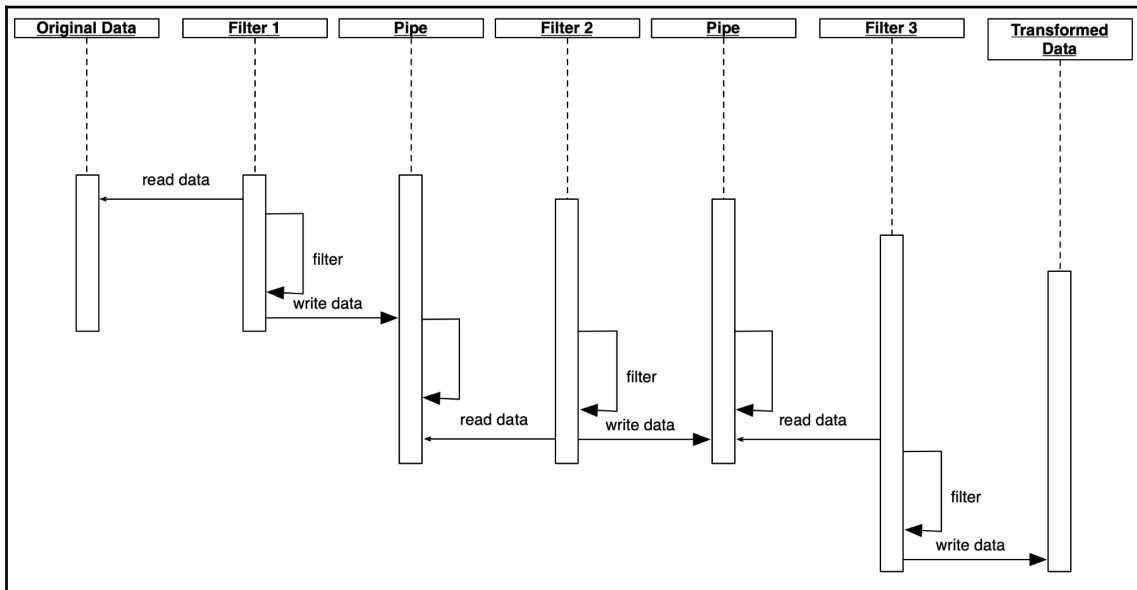 Original Data
Filter 1
Pipe
Filter 2
Pipe
Filter 3
Transformed
Data
read data
filter
write data
filter
read data
write data
read data
filter
write data